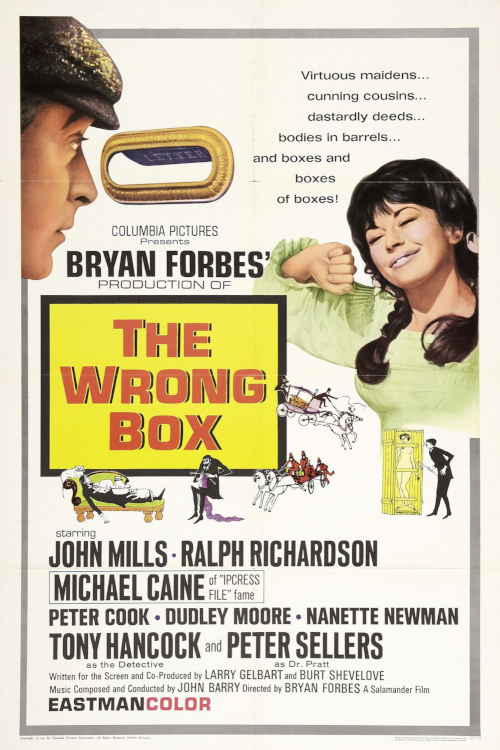 Virtuous maidens...
cunning cousins...
dastardly deeds...
bodies in barrels...
and boxes and
boxes
of boxes!
LETTER
COLUMBIA PICTURES
Presents
BRYAN FORBES'
PRODUCTION OF
THE
WRONG
BOX
starring
JOHN MILLS · RALPH RICHARDSON
MICHAEL CAINE of "IPCRESS
FILE" fame
PETER COOK · DUDLEY MOORE · NANETTE NEWMAN
TONY HANCOCK and PETER SELLERS
as the Detective as Dr. Pratt
Written for the Screen and Co-Produced by LARRY GELBART and BURT SHEVELOVE
Music Composed and Conducted by JOHN BARRY Directed by BRYAN FORBES A Salamander Film
EASTMANCOLOR